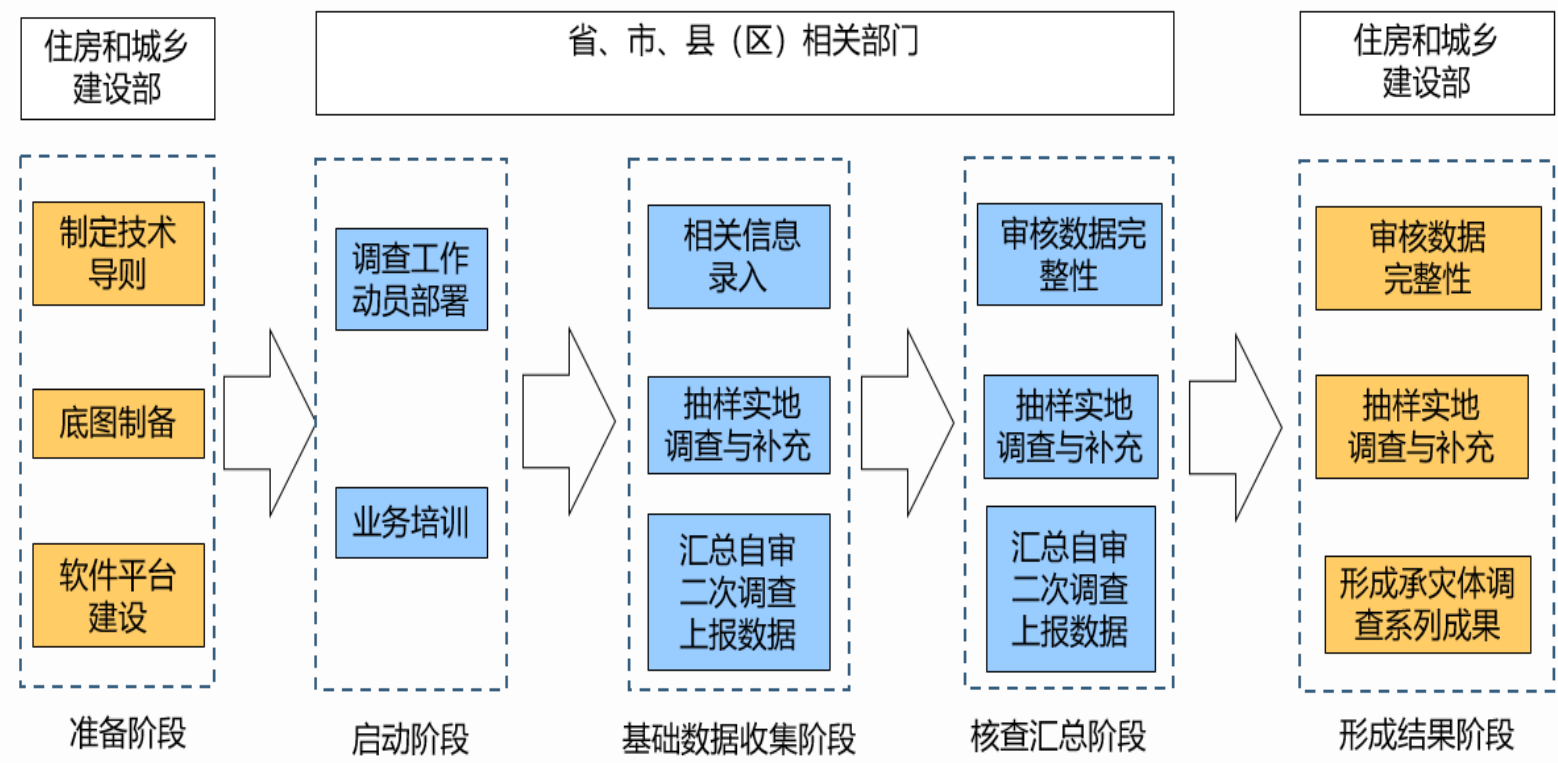 住房和城乡
建设部
省、市、县（区）相关部门
住房和城乡
建设部
制定技术
导则
底图制备
软件平台
建设
准备阶段
调查工作
动员部署
业务培训
启动阶段
相关信息
录入
抽样实地
调查与补充
汇总自审
二次调查
上报数据
基础数据收集阶段
审核数据完
整性
抽样实地
调查与补充
汇总自审
二次调查
上报数据
核查汇总阶段
审核数据
完整性
抽样实地
调查与补充
形成承灾体调
查系列成果
形成结果阶段